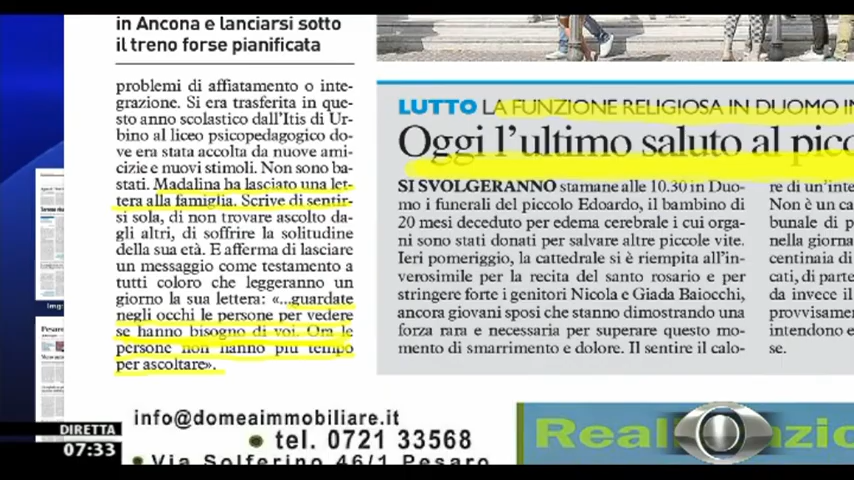 in Ancona e lanciarsi sotto
il treno forse pianificata
problemi di affiatamento o inte-
grazione. Si era trasferita in que-
sto anno scolastico dall'Itis di Ur-
bino al liceo psicopedagogico do-
ve era stata accolta da nuove ami-
cizie e nuovi stimoli. Non sono ba-
stati. Madalina ha lasciato una let-
tera alla famiglia. Scrive di sentir-
si sola, di non trovare ascolto da-
gli altri, di soffrire la solitudine
della sua età. E afferma di lasciare
un messaggio come testamento a
tutti coloro che leggeranno un
giorno la sua lettera: «...guardate
negli occhi le persone per vedere
se hanno bisogno di voi. Ora le
persone non hanno più tempo
per ascoltare».
LUTTO LA FUNZIONE RELIGIOSA IN DUOMO IN
Oggi l'ultimo saluto al picc
SI SVOLGERANNO stamane alle 10.30 in Duo-
mo i funerali del piccolo Edoardo, il bambino di
20 mesi deceduto per edema cerebrale i cui orga-
ni sono stati donati per salvare altre piccole vite.
Ieri pomeriggio, la cattedrale si è riempita all'in-
verosimile per la recita del santo rosario e per
stringere forte i genitori Nicola e Giada Baiocchi,
ancora giovani sposi che stanno dimostrando una
forza rara e necessaria per superare questo mo-
mento di smarrimento e dolore. Il sentire il calo-
re di un'inte
Non è un ca
bunale di p
nella giorna
centinaia di
cati, di parte
da invece il
provvisamen
intendono e
se.
info@domeaimmobiliare.it
tel. 0721 33568
Via Solferino 46/1 Pesaro
Reali zazio
DIRETTA
07:33
Pesaro